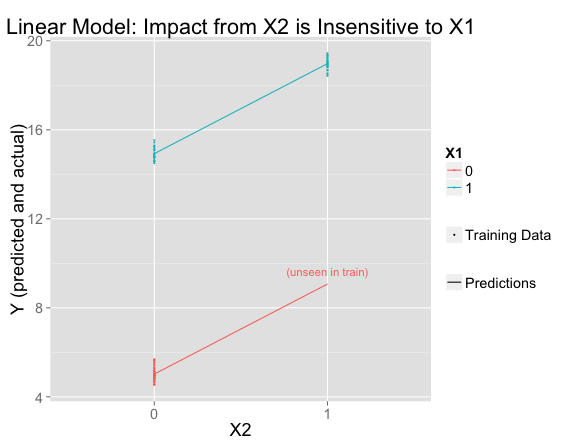 Linear Model: Impact from X2 is Insensitive to X1
20
16
12
8
4
Y (predicted and actual)
(unseen in train)
0
1
X2
X1
0
1
Training Data
Predictions